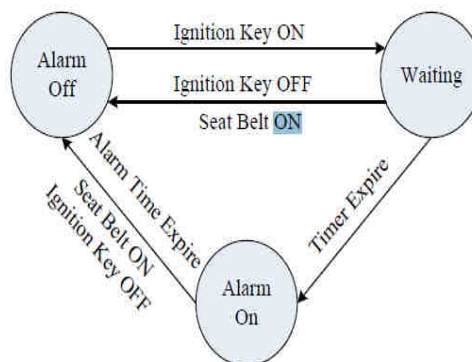 Ignition Key ON
Alarm
Off
Waiting
Ignition Key OFF
Seat Belt ON
Alarm Time Expire
Seat Belt ON
Ignition Key OFF
Timer Expire
Alarm
On